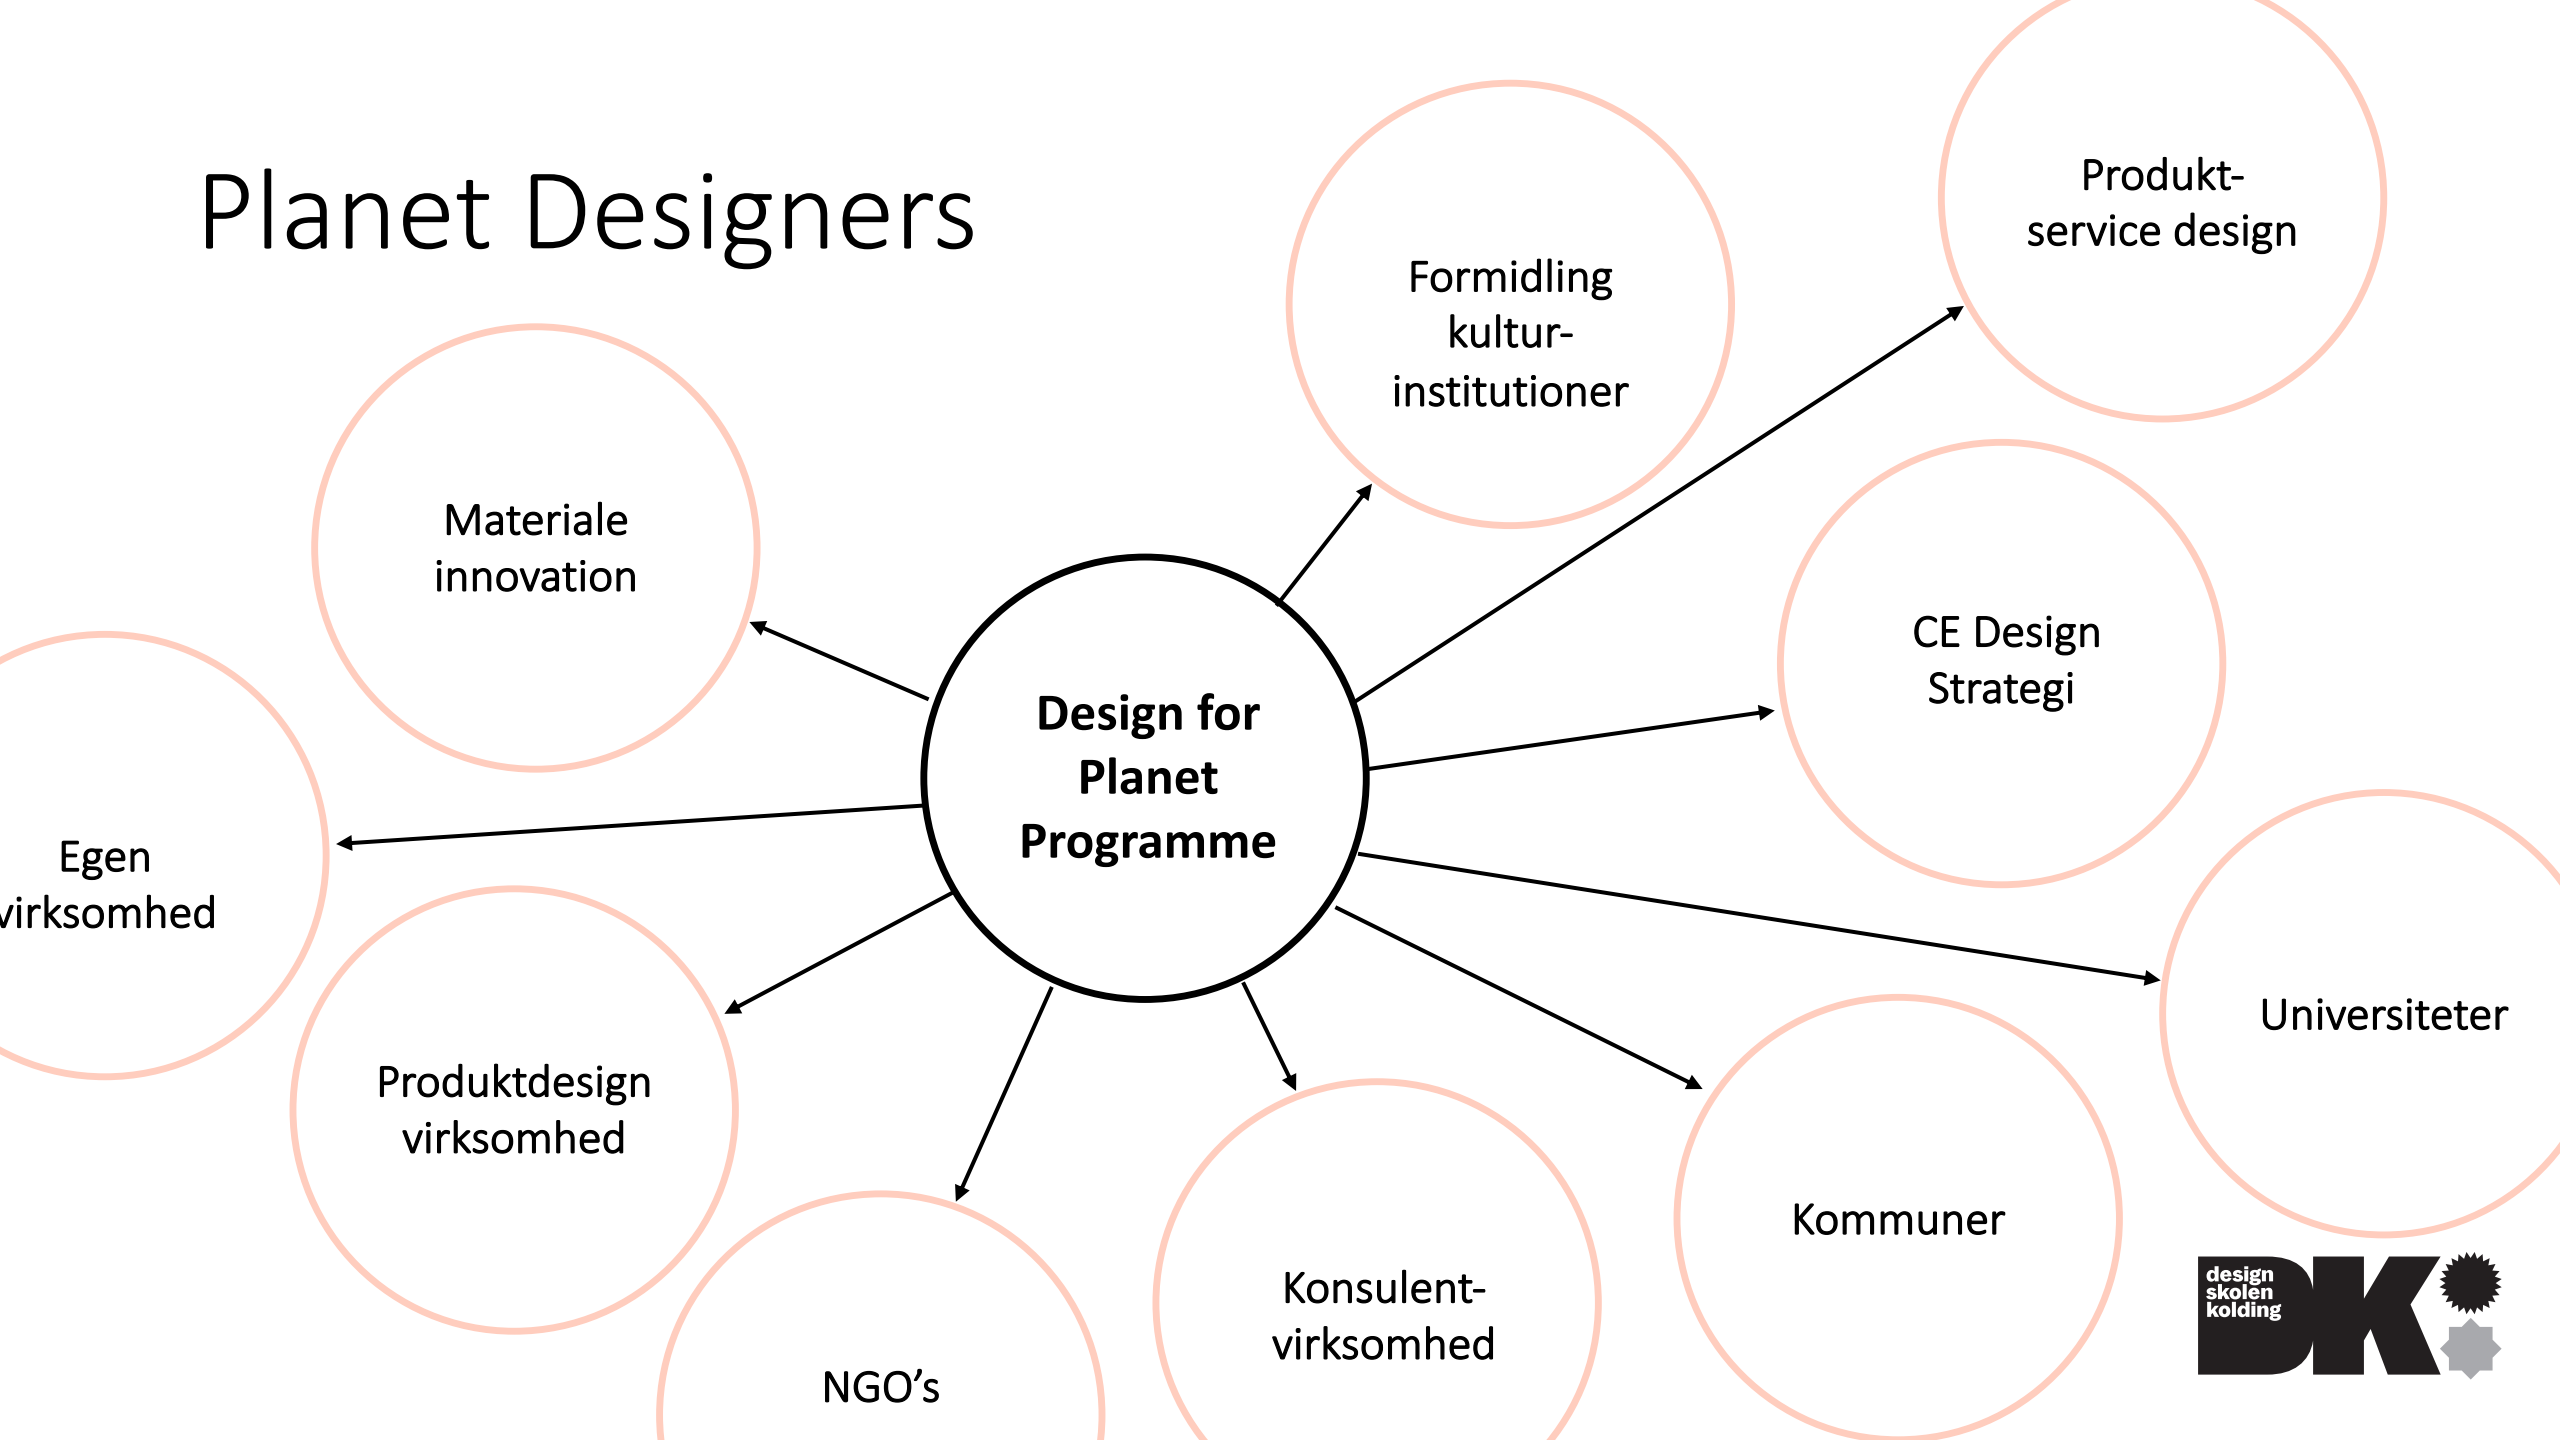 Planet Designers
Produkt-
service design
Formidling
kultur-
institutioner
Materiale
innovation
CE Design
Strategi
Design for
Planet
Programme
Egen
virksomhed
Universiteter
Produktdesign
virksomhed
Kommuner
Konsulent-
virksomhed
NGO’s
design
skolen
kolding
DK